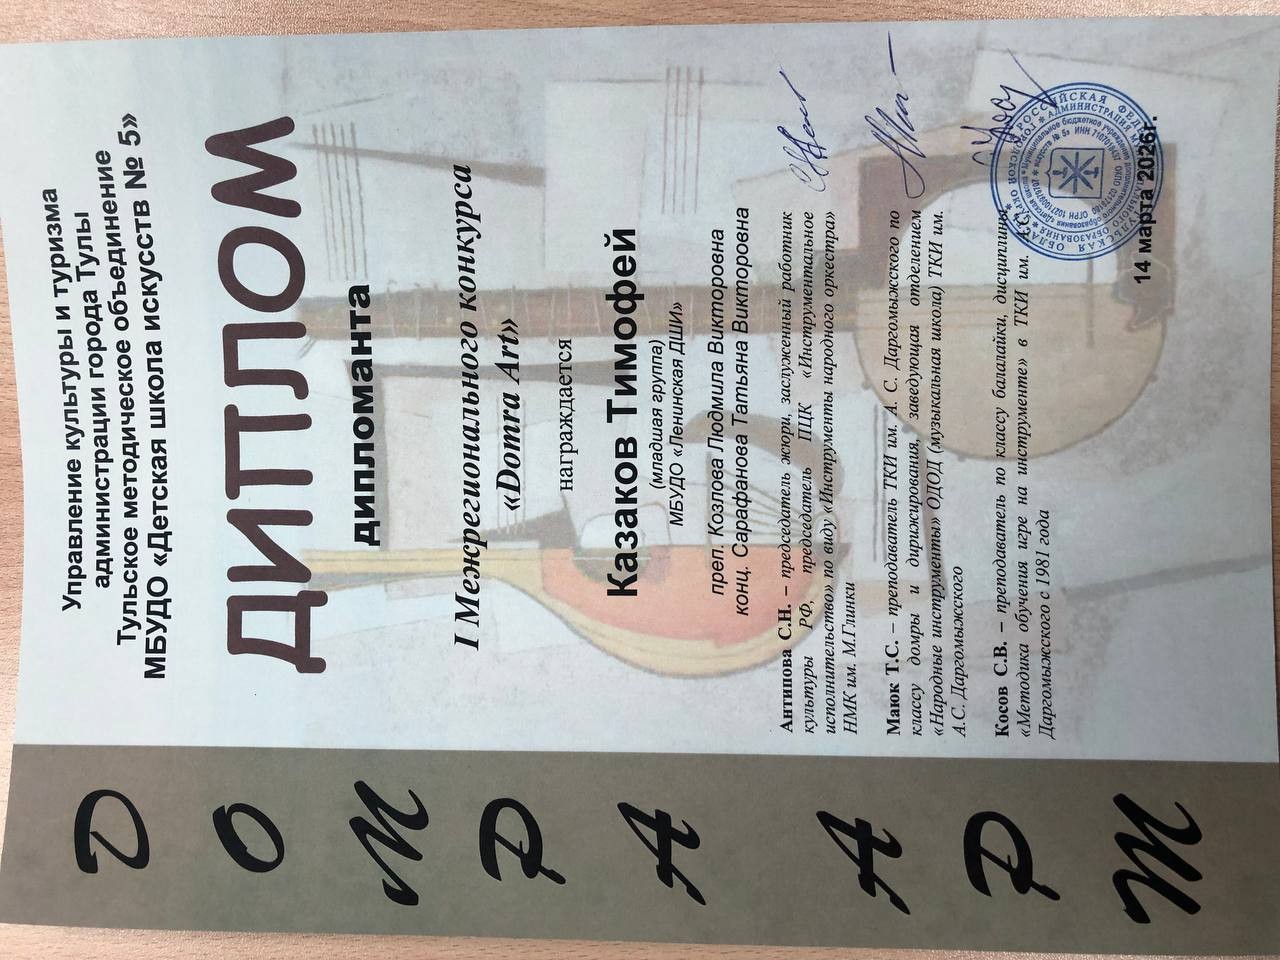 Управление культуры и туризма
администрации города Тулы
Тульское методическое объединение
МБУДО «Детская школа искусств № 5»
ДИПЛОМ
дипломанта
I Межрегионального конкурса
«Domra Art»
награждается
Казаков Тимофей
(младшая группа)
МБУДО «Ленинская ДШИ»
преп. Козлова Людмила Викторовна
конц. Сарафанова Татьяна Викторовна
Антипова С.Н. – председатель жюри, заслуженный работник
культуры РФ, председатель ПЦК «Инструментальное
исполнительство» по виду «Инструменты народного оркестра»
НМК им. М.Глинки
Маюк Т.С. – преподаватель ТКИ им. А. С. Даргомыжского по
классу домры и дирижирования, заведующая отделением
«Народные инструменты» ОДОД (музыкальная школа) ТКИ им.
А.С. Даргомыжского
Косов С.В. – преподаватель по классу балалайки, дисциплины
«Методика обучения игре на инструменте» в ТКИ им. А.С.
Даргомыжского с 1981 года
14 марта 2026г.
ДОМРА АРТ